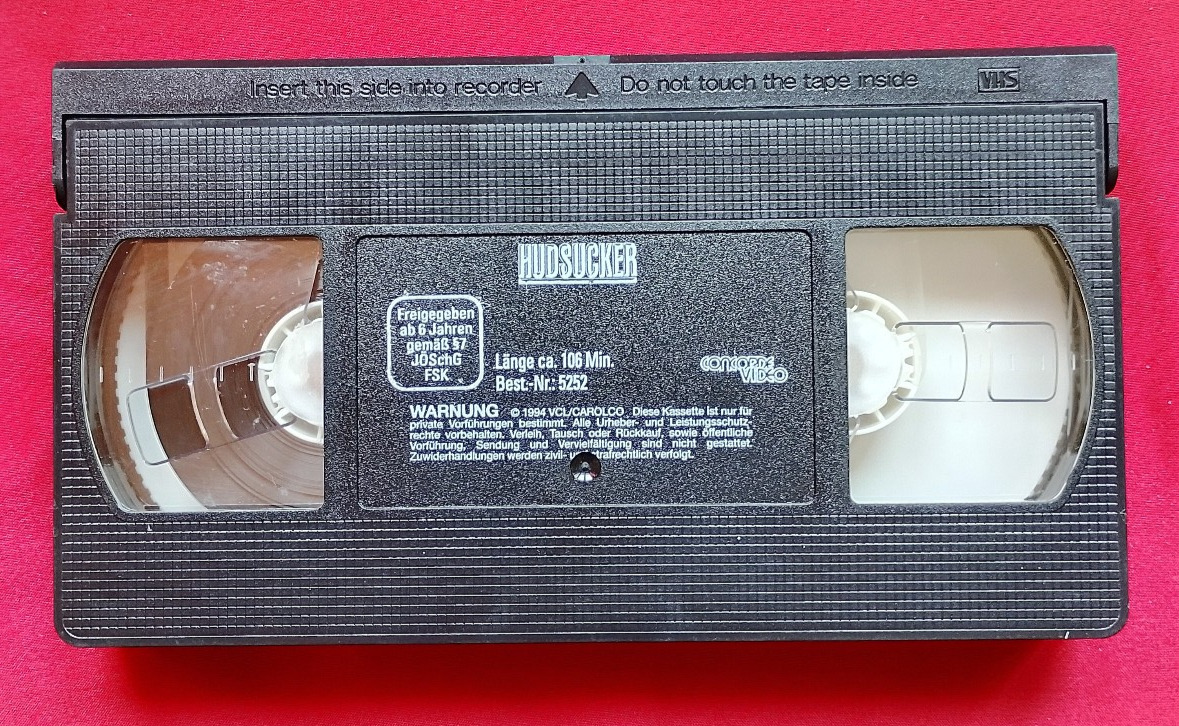 Insert this side into recorder Do not touch the tape inside VHS
HUDSUCKER
Freigegeben
ab 6 Jahren
gemäß §7
JÖSchG
FSK
Länge ca. 106 Min.
Best.-Nr.: 5252
CONCORDE
VIDEO
WARNUNG © 1994 VCL/CAROLCO Diese Kassette ist nur für
private Vorführungen bestimmt. Alle Urheber- und Leistungsschutz-
rechte vorbehalten. Verleih, Tausch oder Rückkauf, sowie öffentliche
Vorführung, Sendung und Vervielfältigung sind nicht gestattet.
Zuwiderhandlungen werden zivil- u trafrechtlich verfolgt.